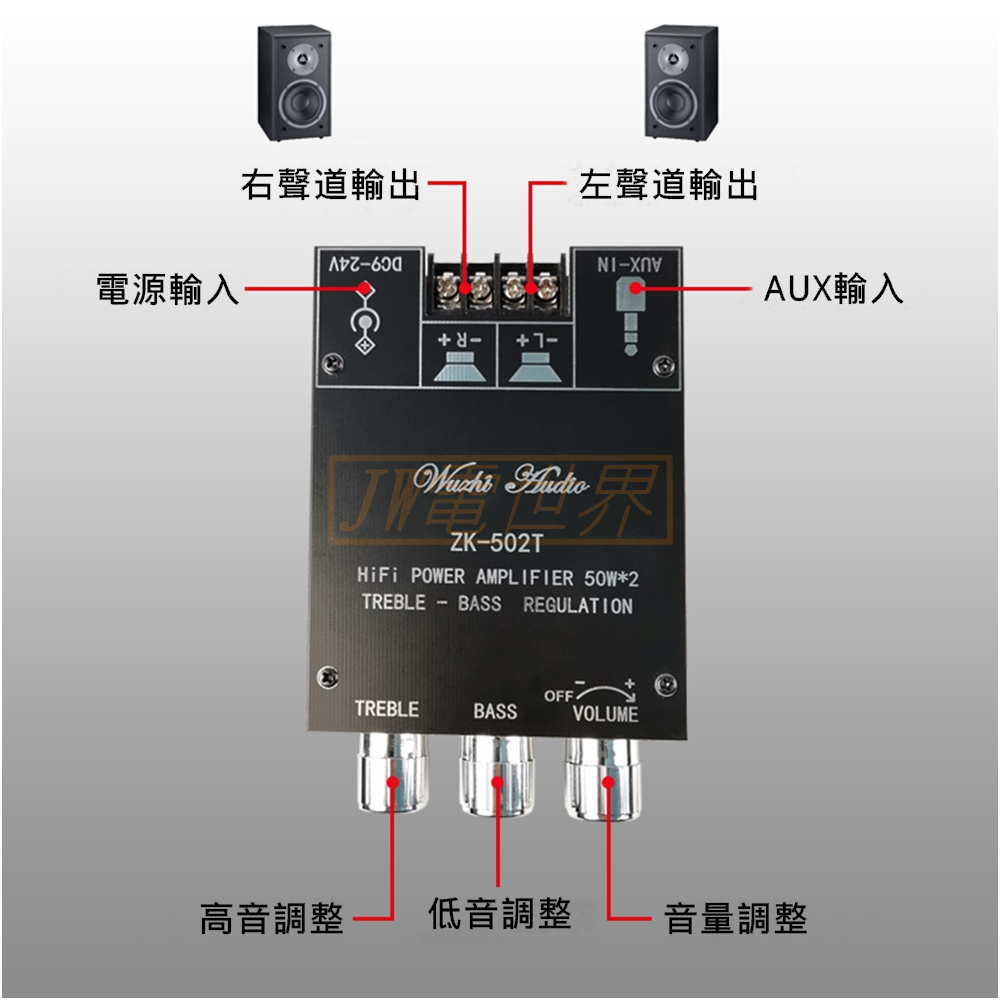 右聲道輸出
左聲道輸出
電源輸入
DC9-24V
AUX-IN
AUX輸入
-R+
-L+
Wuzhi Audio
JW電世界
ZK-502T
HiFi POWER AMPLIFIER 50W*2
TREBLE - BASS REGULATION
- +
OFF
TREBLE
BASS
VOLUME
高音調整
低音調整
音量調整